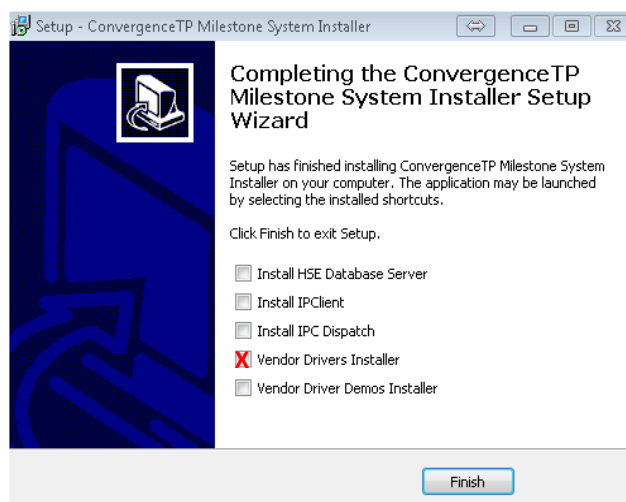 Setup - ConvergenceTP Milestone System Installer
Completing the ConvergenceTP
Milestone System Installer Setup
Wizard
Setup has finished installing ConvergenceTP Milestone System
Installer on your computer. The application may be launched
by selecting the installed shortcuts.
Click Finish to exit Setup.
Install HSE Database Server
Install IPClient
Install IPC Dispatch
X Vendor Drivers Installer
Vendor Driver Demos Installer
Finish